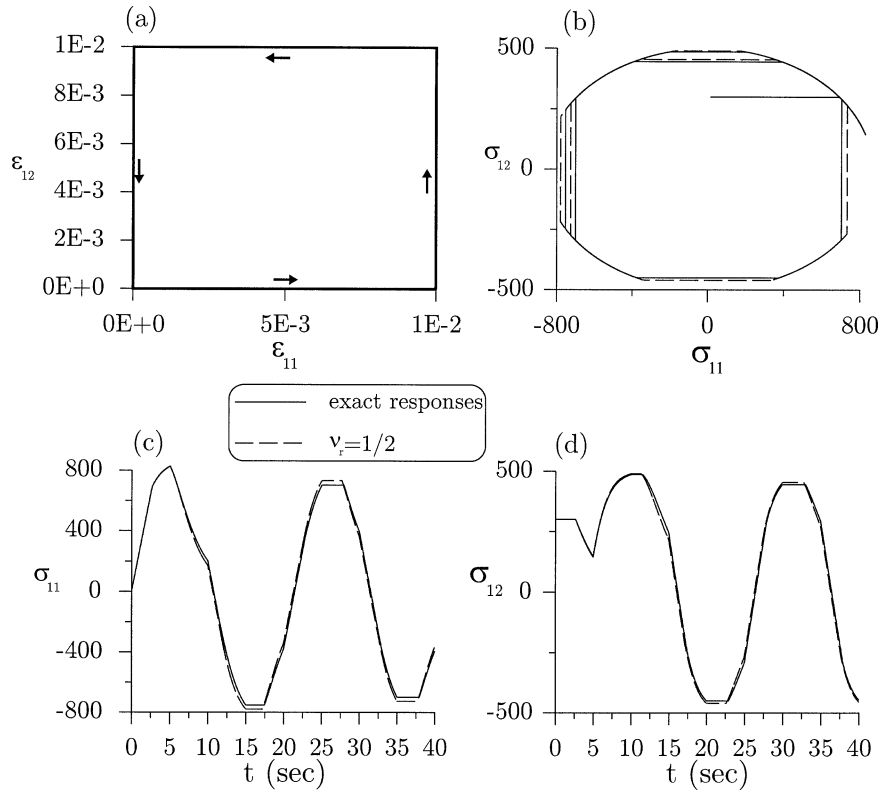 (a)
1E-2
8E-3
6E-3
4E-3
2E-3
0E+0
ε12
0E+0 5E-3 1E-2
ε11
(b)
500
0
-500
σ12
-800 0 800
σ11
exact responses
νr=1/2
(c)
800
400
0
-400
-800
σ11
0 5 10 15 20 25 30 35 40
t (sec)
(d)
500
0
-500
σ12
0 5 10 15 20 25 30 35 40
t (sec)